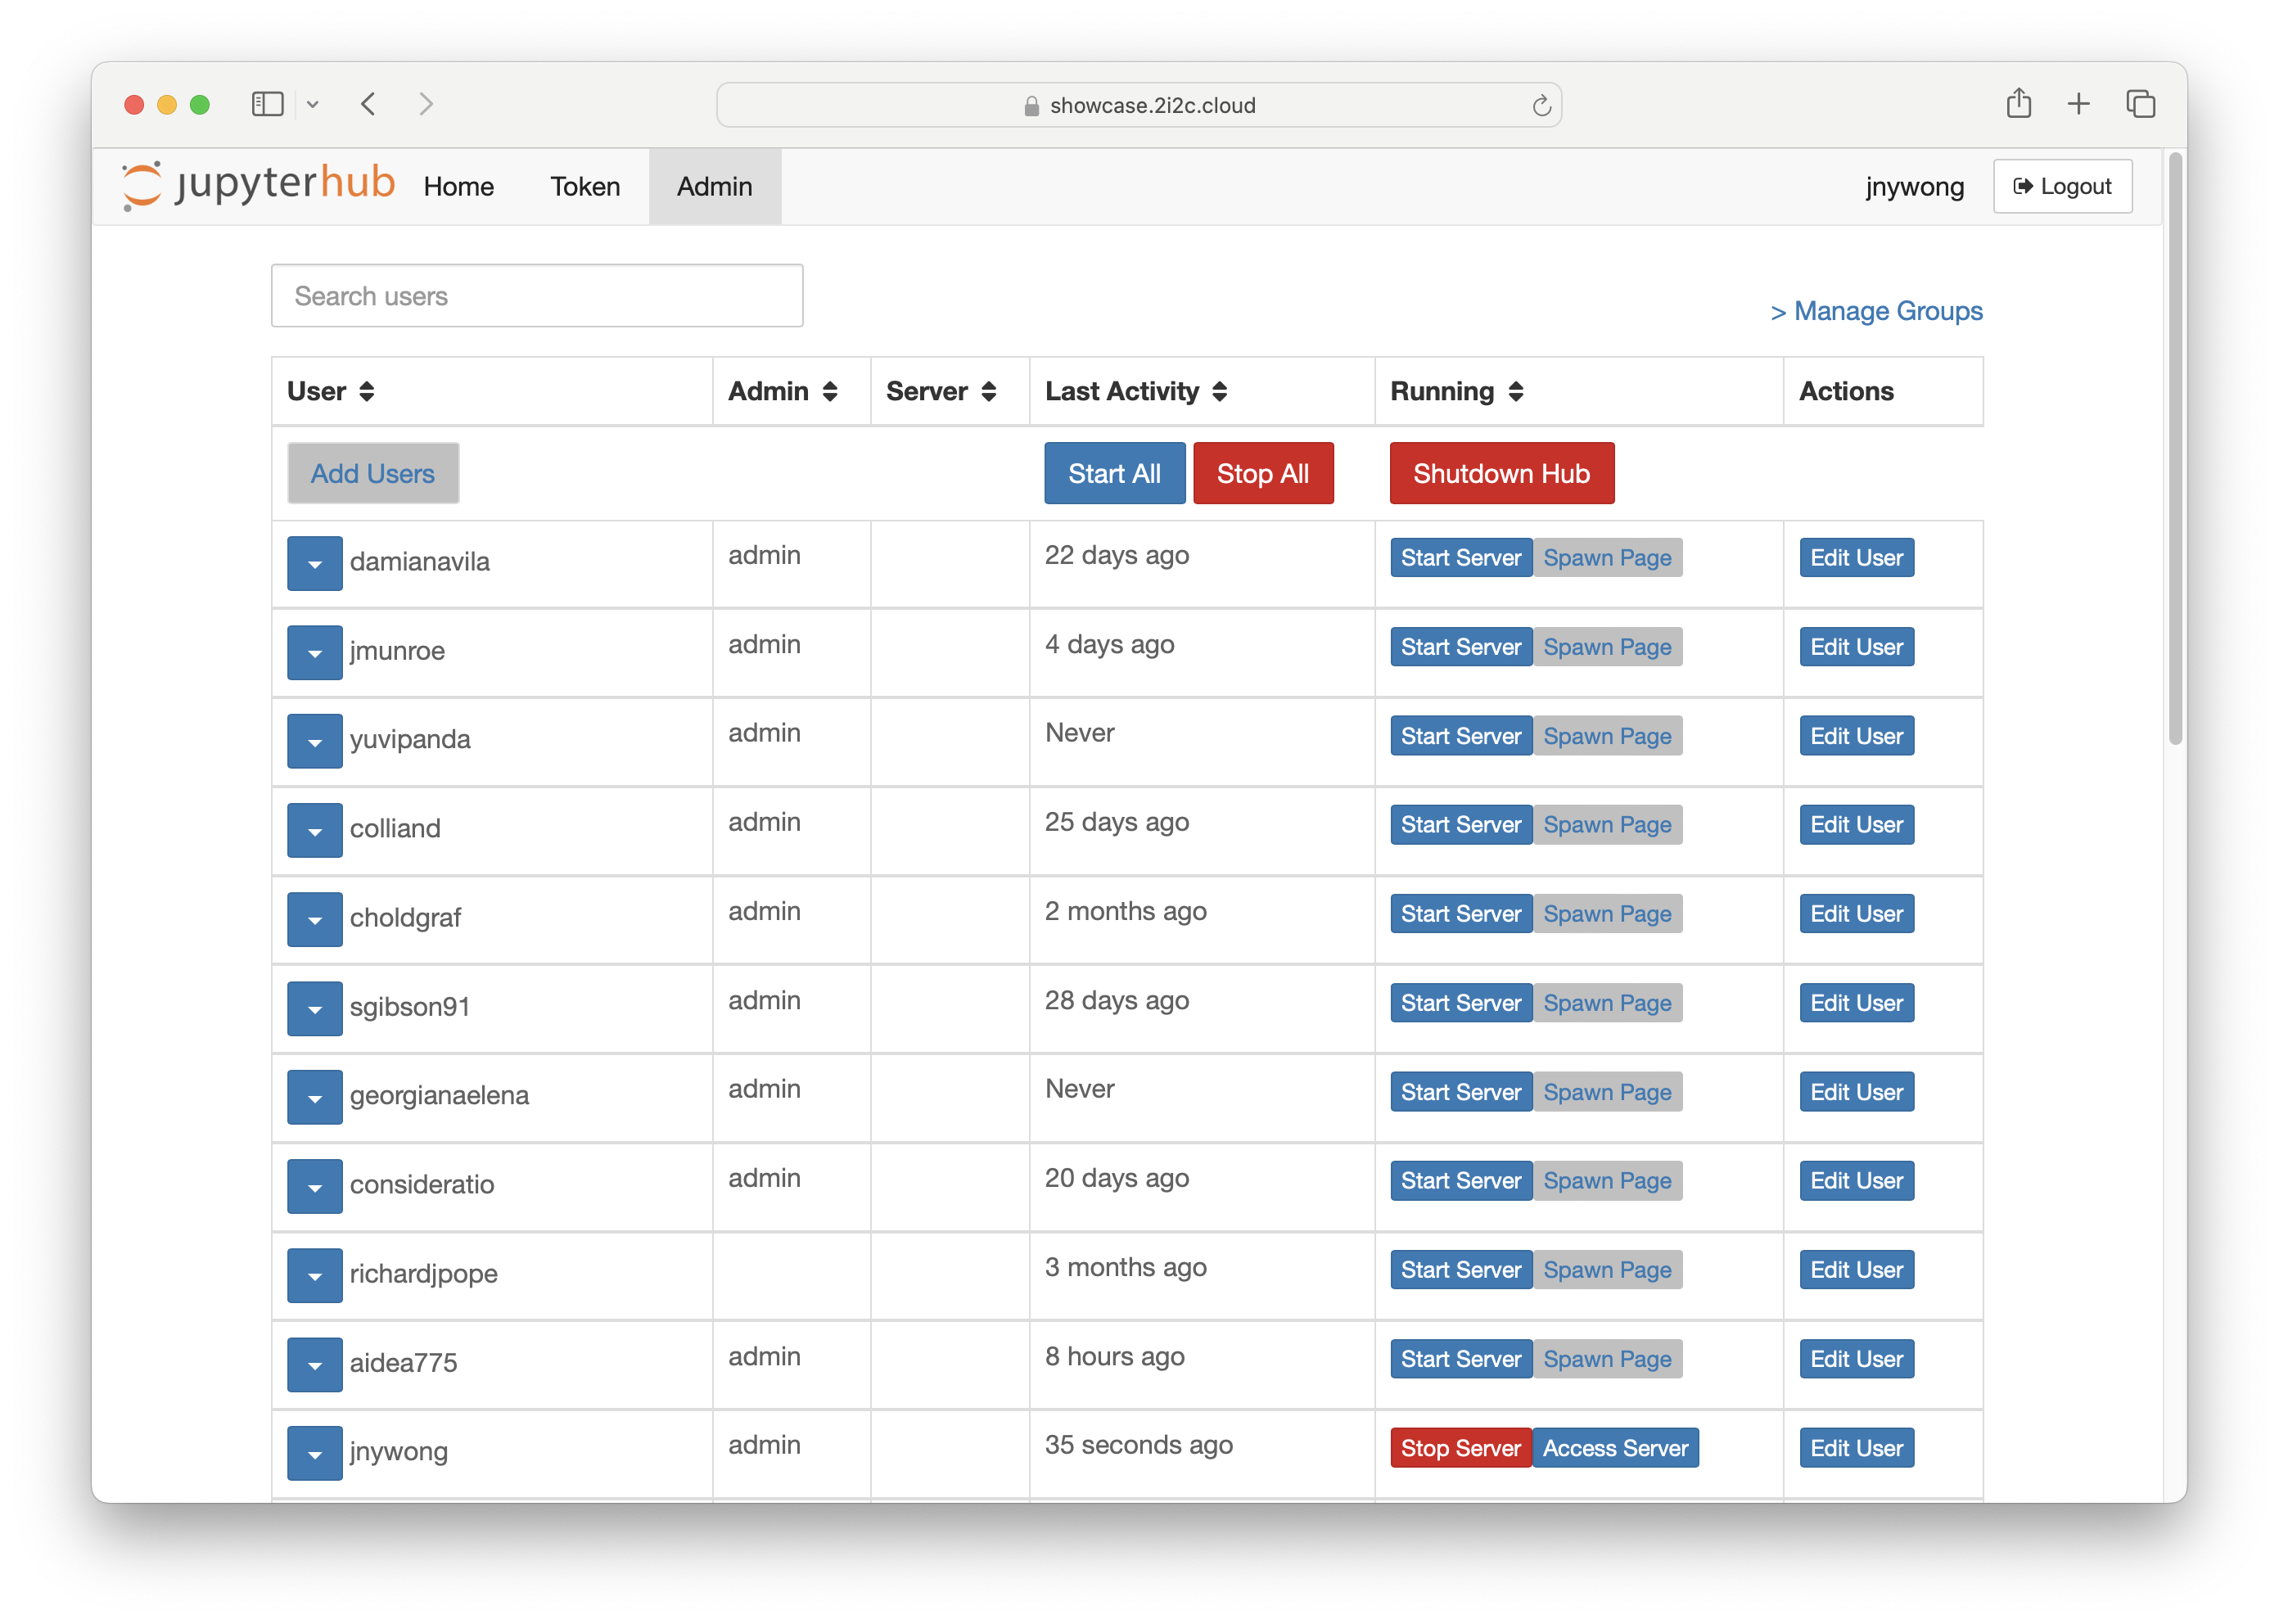 showcase.2i2c.cloud
jupyterhub Home Token Admin jnywong Logout
Search users
> Manage Groups
User Admin Server Last Activity Running Actions
Add Users Start All Stop All Shutdown Hub
damianavila admin 22 days ago Start Server Spawn Page Edit User
jmunroe admin 4 days ago Start Server Spawn Page Edit User
yuvipanda admin Never Start Server Spawn Page Edit User
colliand admin 25 days ago Start Server Spawn Page Edit User
choldgraf admin 2 months ago Start Server Spawn Page Edit User
sgibson91 admin 28 days ago Start Server Spawn Page Edit User
georgianaelena admin Never Start Server Spawn Page Edit User
consideratio admin 20 days ago Start Server Spawn Page Edit User
richardjpope 3 months ago Start Server Spawn Page Edit User
aidea775 admin 8 hours ago Start Server Spawn Page Edit User
jnywong admin 35 seconds ago Stop Server Access Server Edit User